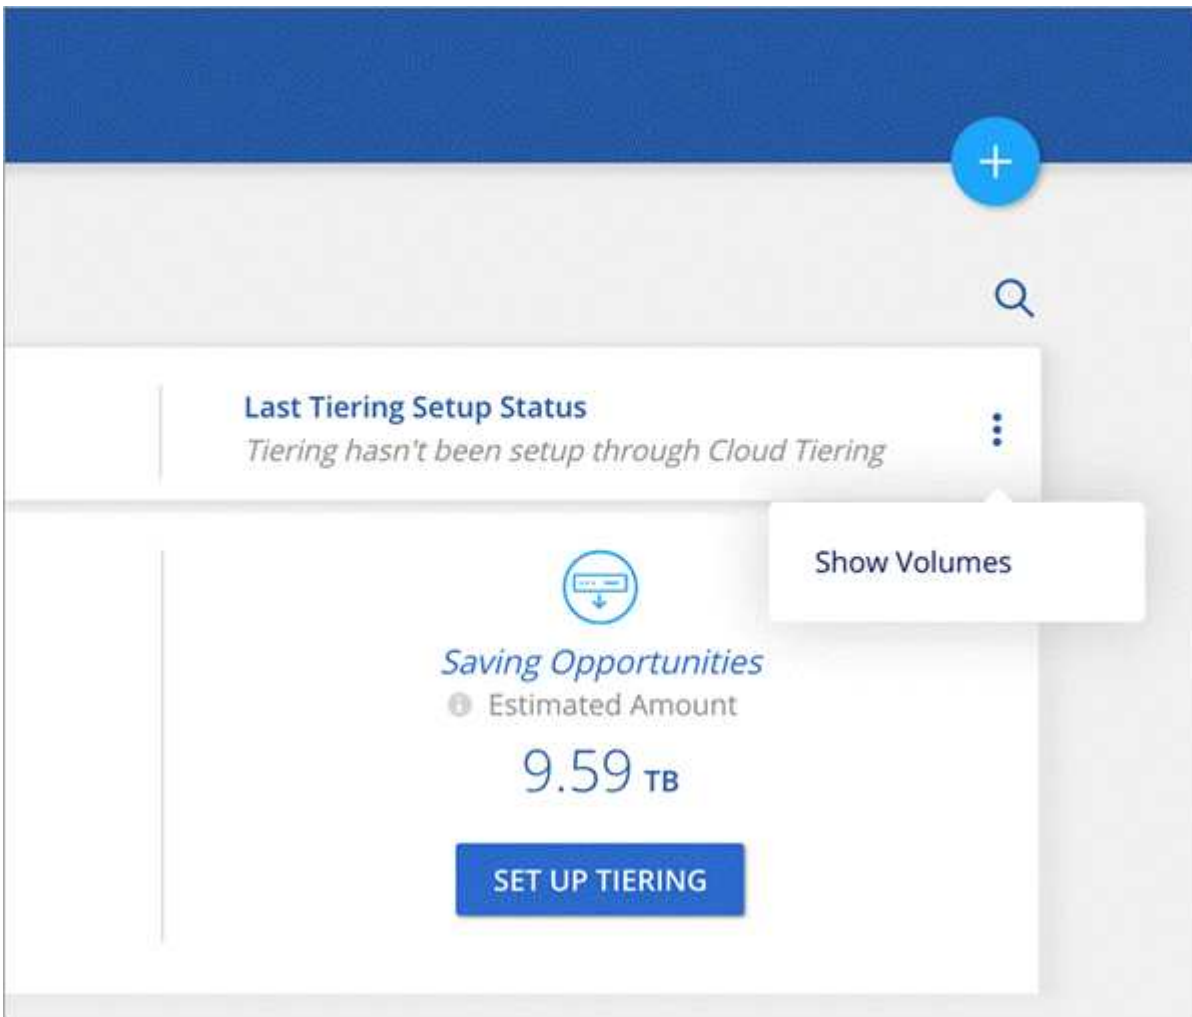 Last Tiering Setup Status
Tiering hasn't been setup through Cloud Tiering
Show Volumes
Saving Opportunities
Estimated Amount
9.59 TB
SET UP TIERING